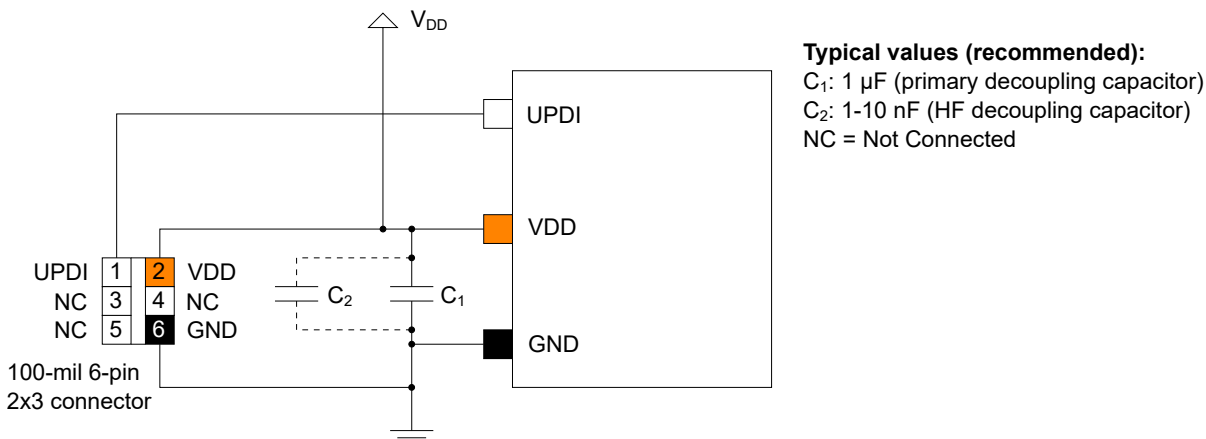 VDD
Typical values (recommended):
C1: 1 µF (primary decoupling capacitor)
C2: 1-10 nF (HF decoupling capacitor)
NC = Not Connected
UPDI
VDD
UPDI 1 2 VDD
NC 3 4 NC
NC 5 6 GND
C2
C1
GND
100-mil 6-pin
2x3 connector